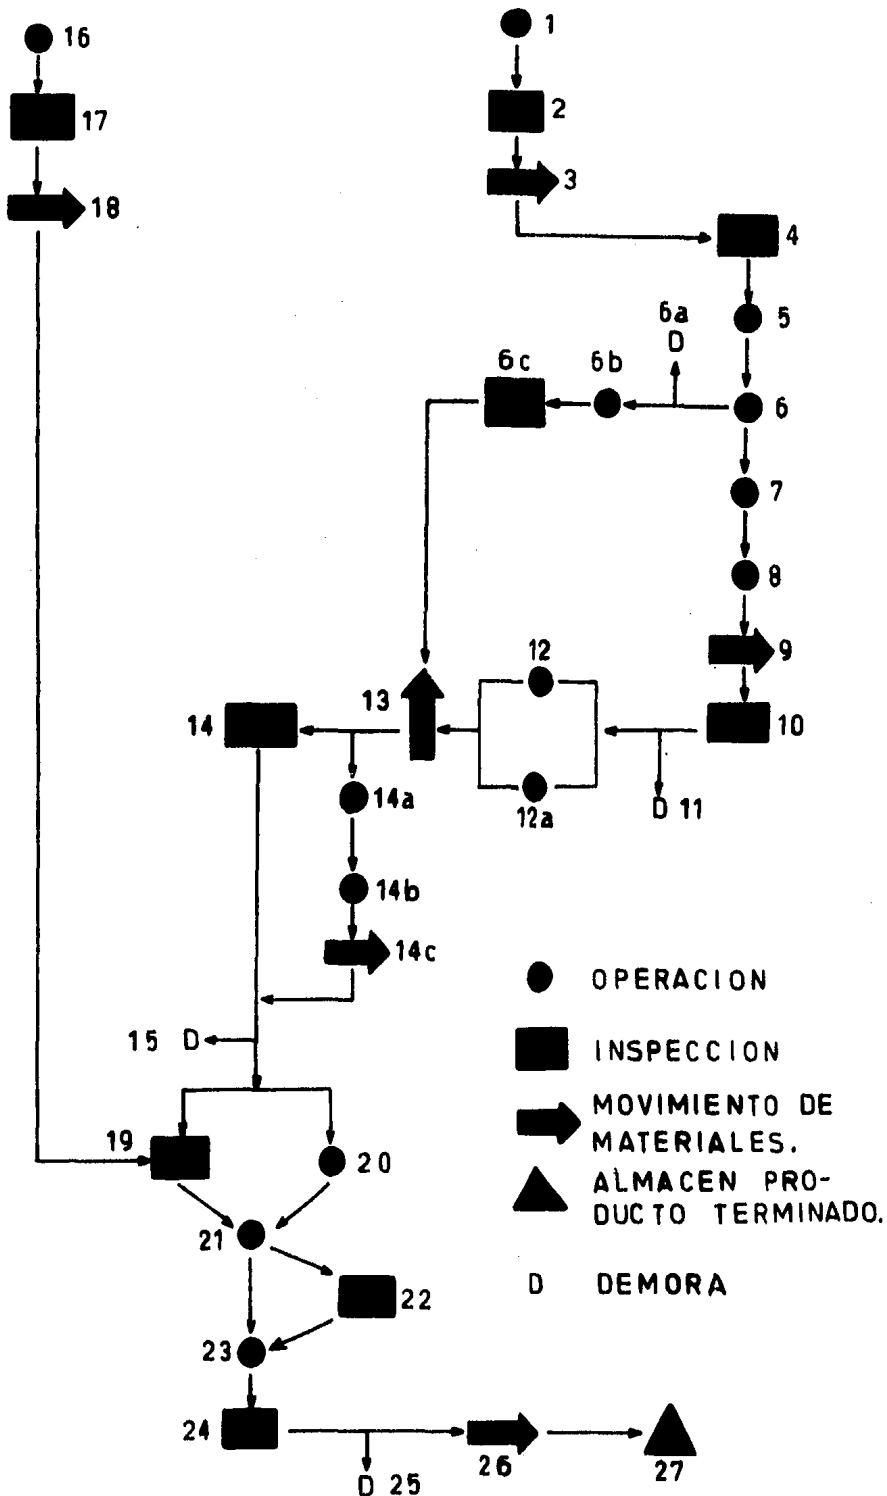 16
1
17
2
18
3
4
6a
D
5
6c
6b
6
7
8
9
12
13
14
10
14a
12a
D 11
14b
14c
OPERACION
15 D
INSPECCION
MOVIMIENTO DE
MATERIALES.
19
20
ALMACEN PRO-
DUCTO TERMINADO.
21
D DEMORA
22
23
24
26
27
D 25